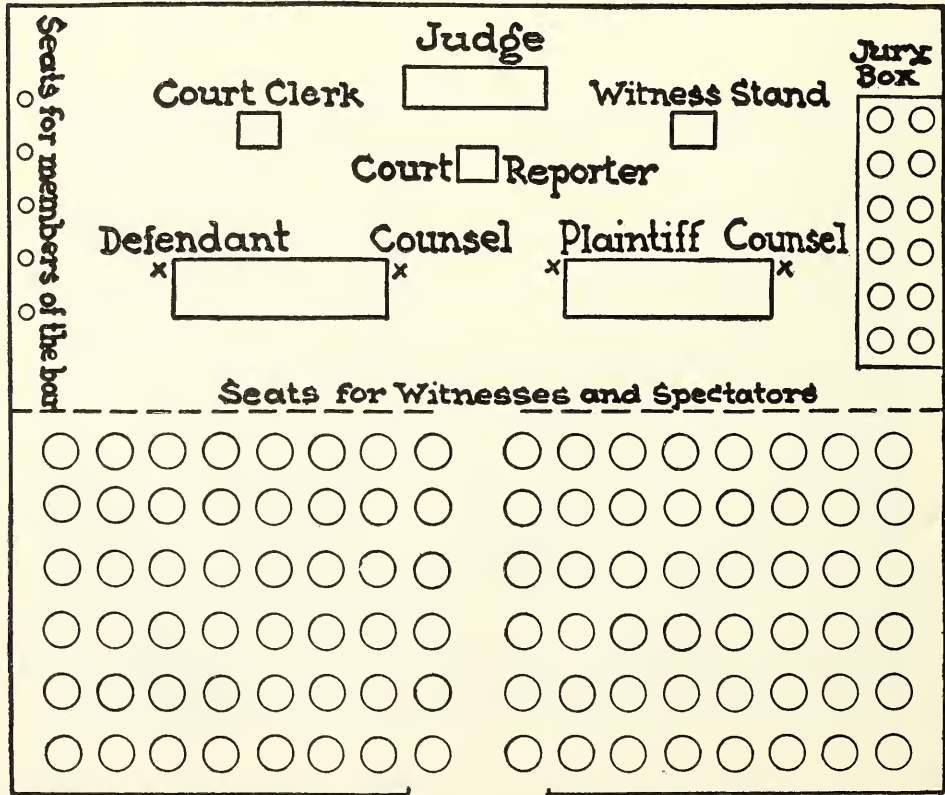 Judge
Jury
Box
Seats for members of the bar
Court Clerk
Witness Stand
Court Reporter
Defendant Counsel
Plaintiff Counsel
x x x x
Seats for Witnesses and Spectators